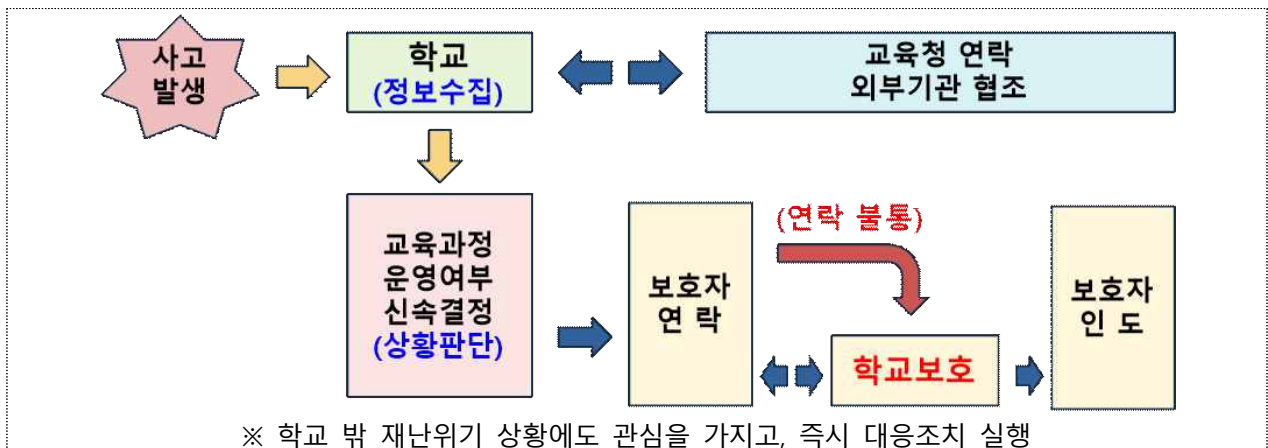 사고
발생
학교
(정보수집)
교육청 연락
외부기관 협조
교육과정
운영여부
신속결정
(상황판단)
보호자
연 락
(연락 불통)
학교보호
보호자
인 도
※ 학교 밖 재난위기 상황에도 관심을 가지고, 즉시 대응조치 실행